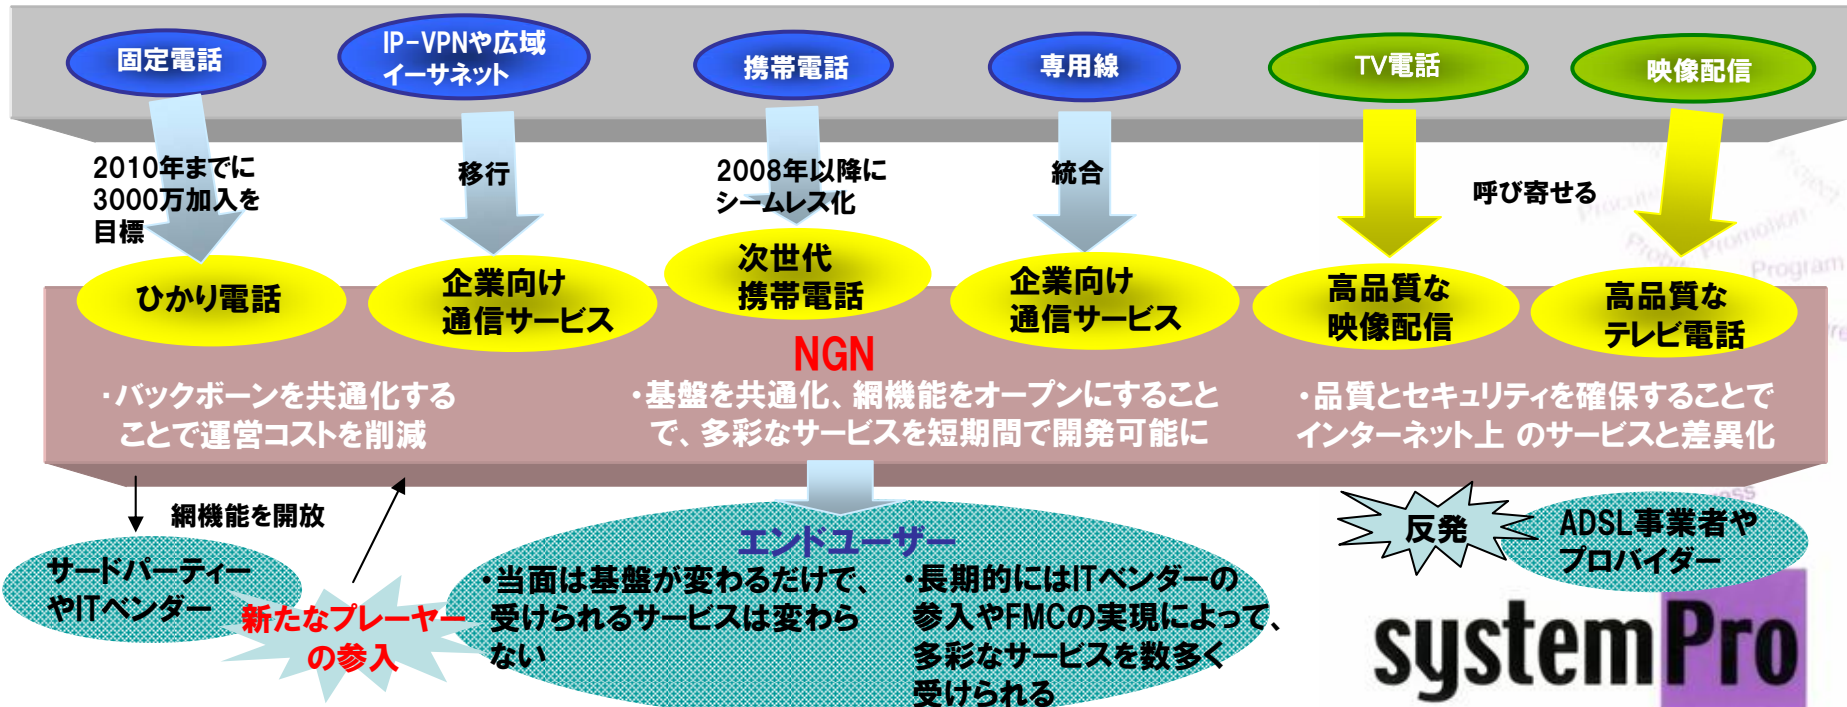 固定電話
IP-VPNや広域
イーサネット
携帯電話
専用線
TV電話
映像配信
2010年までに
3000万加入を
目標
移行
2008年以降に
シームレス化
統合
呼び寄せる
Project
Procure
Promotion
Program
ひかり電話
企業向け
通信サービス
次世代
携帯電話
企業向け
通信サービス
高品質な
映像配信
高品質な
テレビ電話
NGN
・バックボーンを共通化する
ことで運営コストを削減
・基盤を共通化、網機能をオープンにすること
で、多彩なサービスを短期間で開発可能に
・品質とセキュリティを確保することで
インターネット上 のサービスと差異化
網機能を開放
サードパーティー
やITベンダー
新たなプレーヤー
の参入
エンドユーザー
・当面は基盤が変わるだけで、
受けられるサービスは変わら
ない
・長期的にはITベンダーの
参入やFMCの実現によって、
多彩なサービスを数多く
受けられる
反発
ADSL事業者や
プロバイダー
systemPro